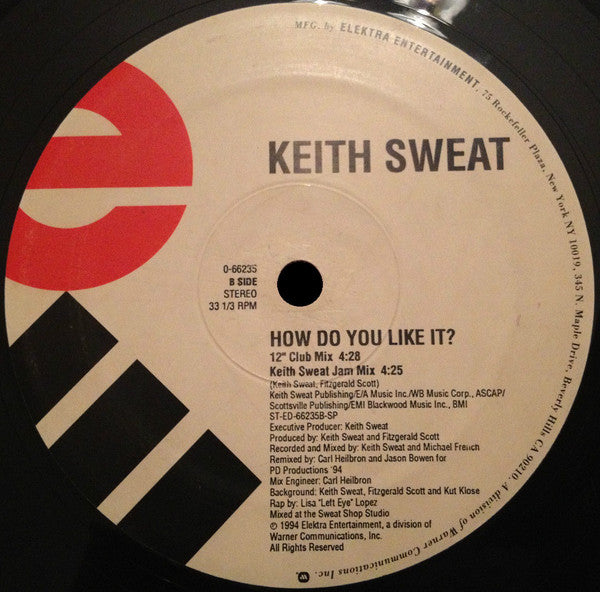 MFG. by ELEKTRA ENTERTAINMENT, 75 Rockefeller Plaza, New York NY 10019, 345 N. Maple Drive, Beverly Hills CA 90210. A division of Warner Communications Inc.
e
KEITH SWEAT
0-66235
B SIDE
STEREO
33 1/3 RPM
HOW DO YOU LIKE IT?
12" Club Mix 4:28
Keith Sweat Jam Mix 4:25
(Keith Sweat, Fitzgerald Scott)
Keith Sweat Publishing/E/A Music Inc./WB Music Corp., ASCAP/
Scottsville Publishing/EMI Blackwood Music Inc., BMI
ST-ED-66235B-SP
Executive Producer: Keith Sweat
Produced by: Keith Sweat and Fitzgerald Scott
Recorded and Mixed by: Keith Sweat and Michael French
Remixed by: Carl Heilbron and Jason Bowen for
PD Productions '94
Mix Engineer: Carl Heilbron
Background: Keith Sweat, Fitzgerald Scott and Kut Klose
Rap by: Lisa "Left Eye" Lopez
Mixed at the Sweat Shop Studio
© 1994 Elektra Entertainment, a division of
Warner Communications, Inc.
All Rights Reserved